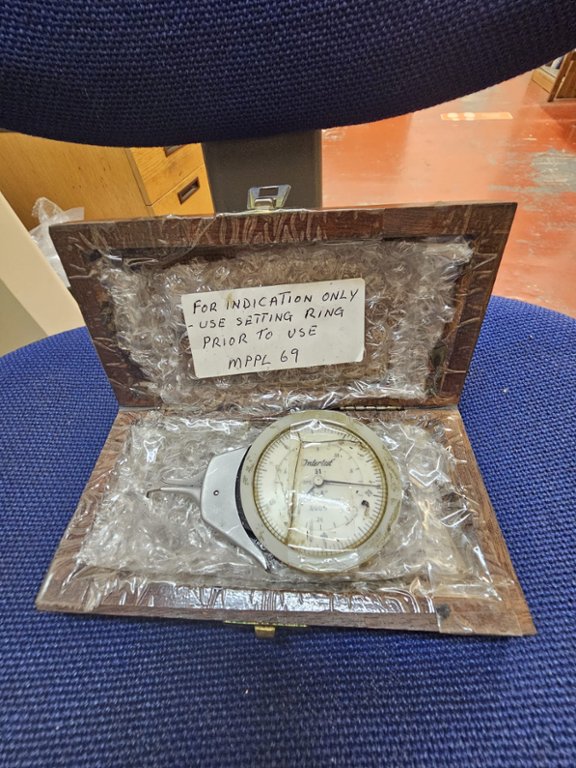 FOR INDICATION ONLY
- USE SETTING RING
PRIOR TO USE
MPPL 69
Intertest